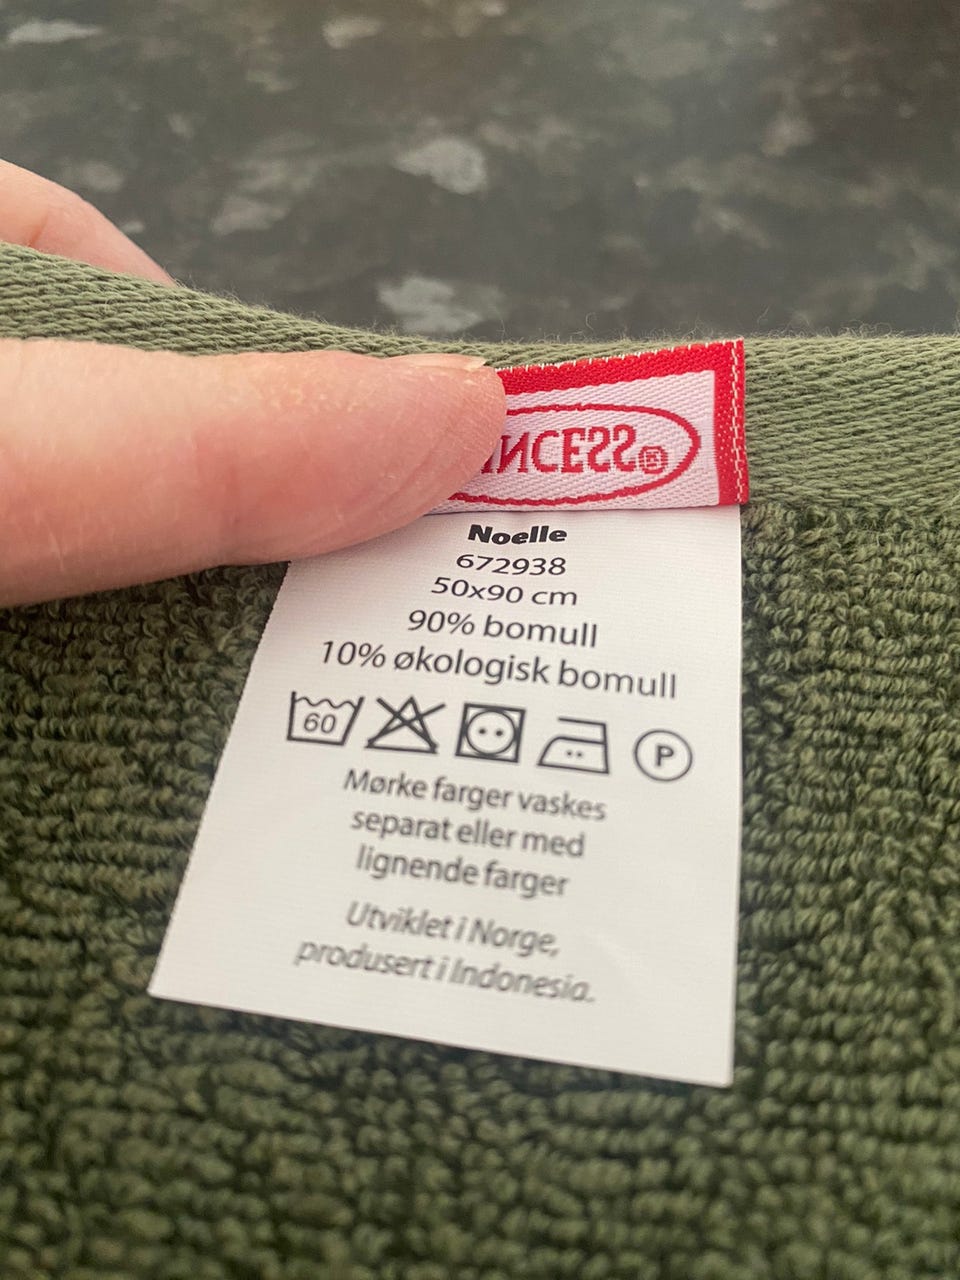 INCESS®
Noelle
672938
50x90 cm
90% bomull
10% økologisk bomull
60 P
Mørke farger vaskes
separat eller med
lignende farger
Utviklet i Norge,
produsert i Indonesia.